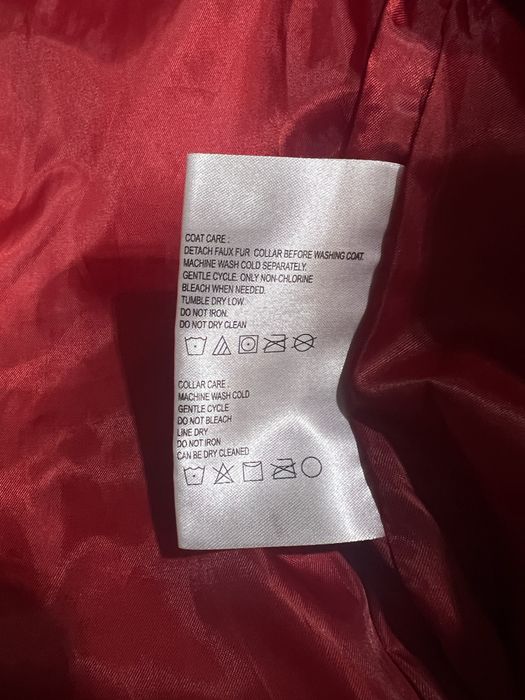 COAT CARE :
DETACH FAUX FUR COLLAR BEFORE WASHING COAT.
MACHINE WASH COLD SEPARATELY.
GENTLE CYCLE. ONLY NON-CHLORINE
BLEACH WHEN NEEDED.
TUMBLE DRY LOW.
DO NOT IRON.
DO NOT DRY CLEAN
COLLAR CARE :
MACHINE WASH COLD
GENTLE CYCLE
DO NOT BLEACH
LINE DRY
DO NOT IRON
CAN BE DRY CLEANED